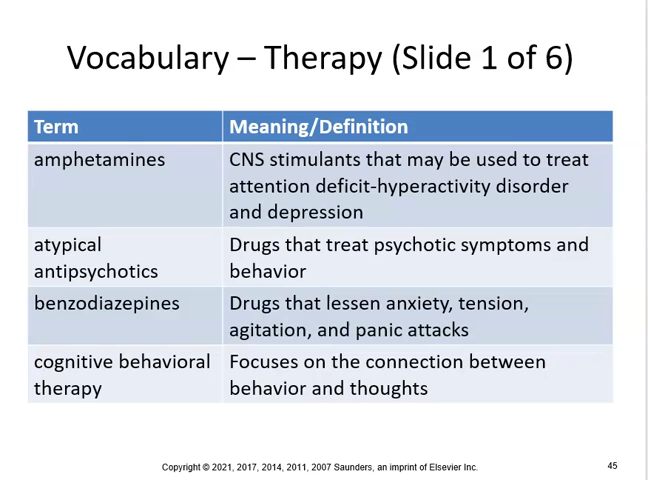 Vocabulary – Therapy (Slide 1 of 6)
Term
Meaning/Definition
amphetamines
CNS stimulants that may be used to treat
attention deficit-hyperactivity disorder
and depression
atypical
antipsychotics
Drugs that treat psychotic symptoms and
behavior
benzodiazepines
Drugs that lessen anxiety, tension,
agitation, and panic attacks
cognitive behavioral
therapy
Focuses on the connection between
behavior and thoughts
Copyright © 2021, 2017, 2014, 2011, 2007 Saunders, an imprint of Elsevier Inc.
45